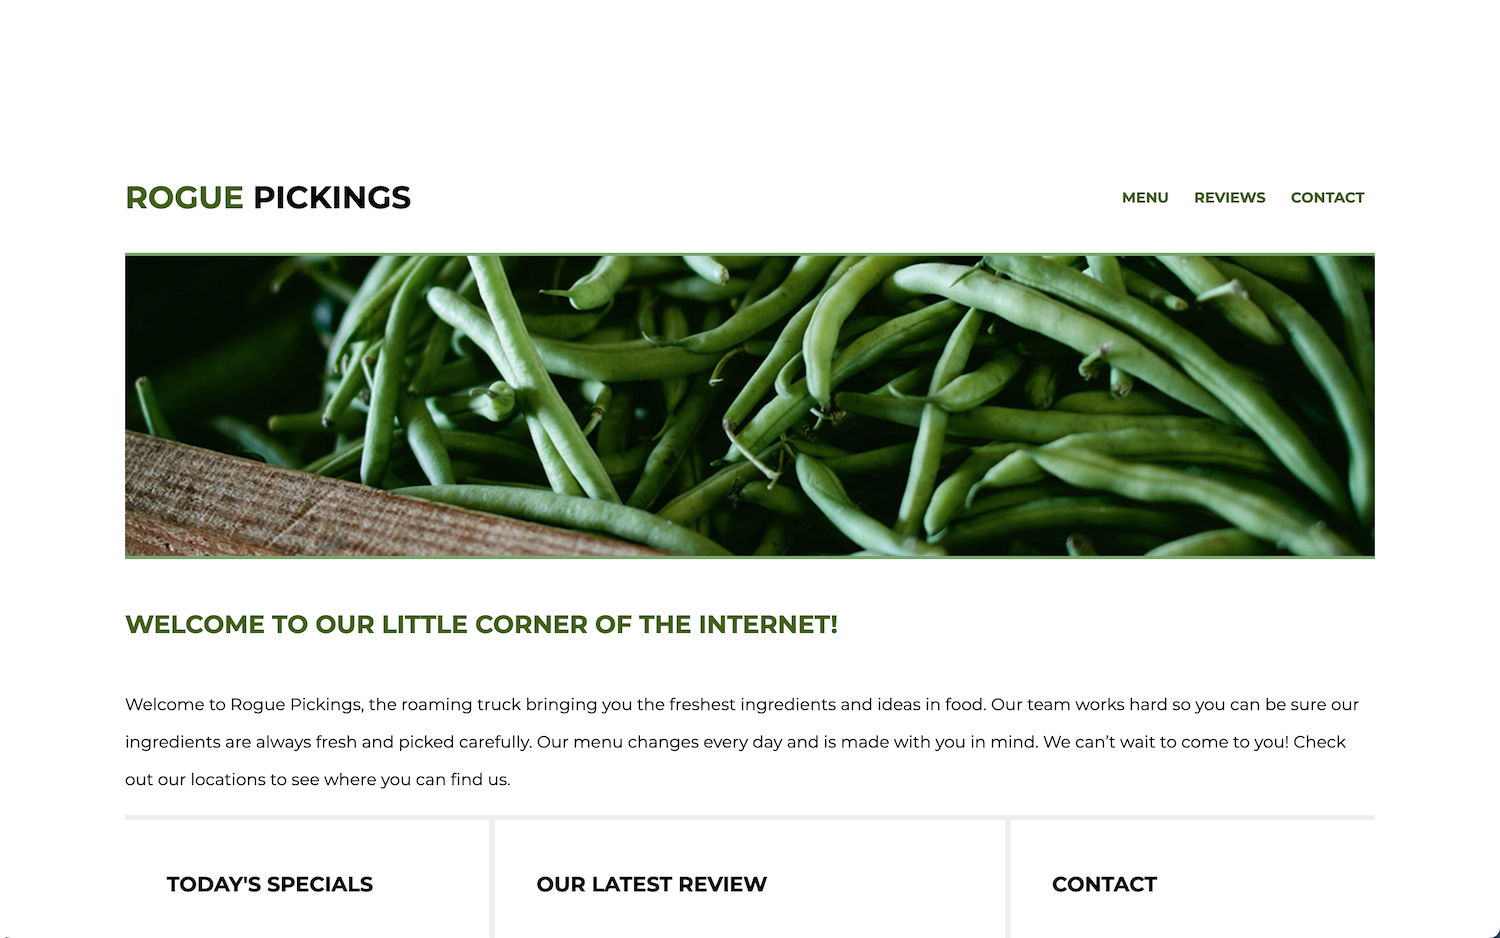 ROGUE PICKINGS
MENU REVIEWS CONTACT
WELCOME TO OUR LITTLE CORNER OF THE INTERNET!
Welcome to Rogue Pickings, the roaming truck bringing you the freshest ingredients and ideas in food. Our team works hard so you can be sure our
ingredients are always fresh and picked carefully. Our menu changes every day and is made with you in mind. We can’t wait to come to you! Check
out our locations to see where you can find us.
TODAY'S SPECIALS
OUR LATEST REVIEW
CONTACT